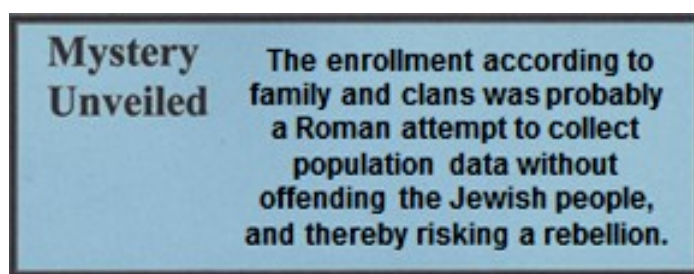 Mystery
Unveiled
The enrollment according to
family and clans was probably
a Roman attempt to collect
population data without
offending the Jewish people,
and thereby risking a rebellion.